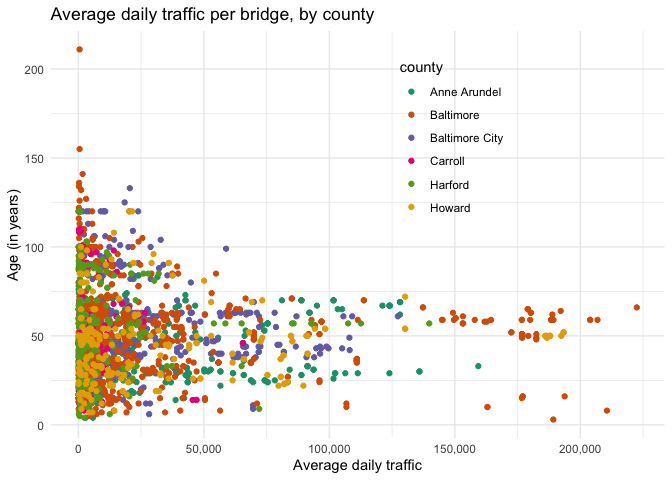 Average daily traffic per bridge, by county
county
Anne Arundel
Baltimore
Baltimore City
Carroll
Harford
Howard
Age (in years)
200
150
100
50
0
0 50,000 100,000 150,000 200,000
Average daily traffic